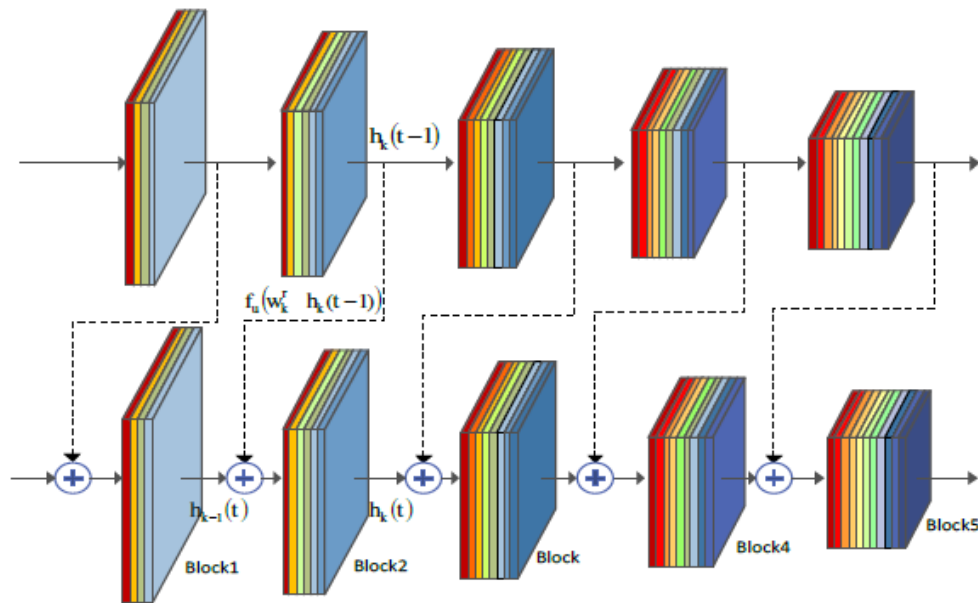 h_k(t−1)
f_u(w_k^r h_k(t−1))
h_{k−1}(t)
h_k(t)
Block1
Block2
Block
Block4
Block5